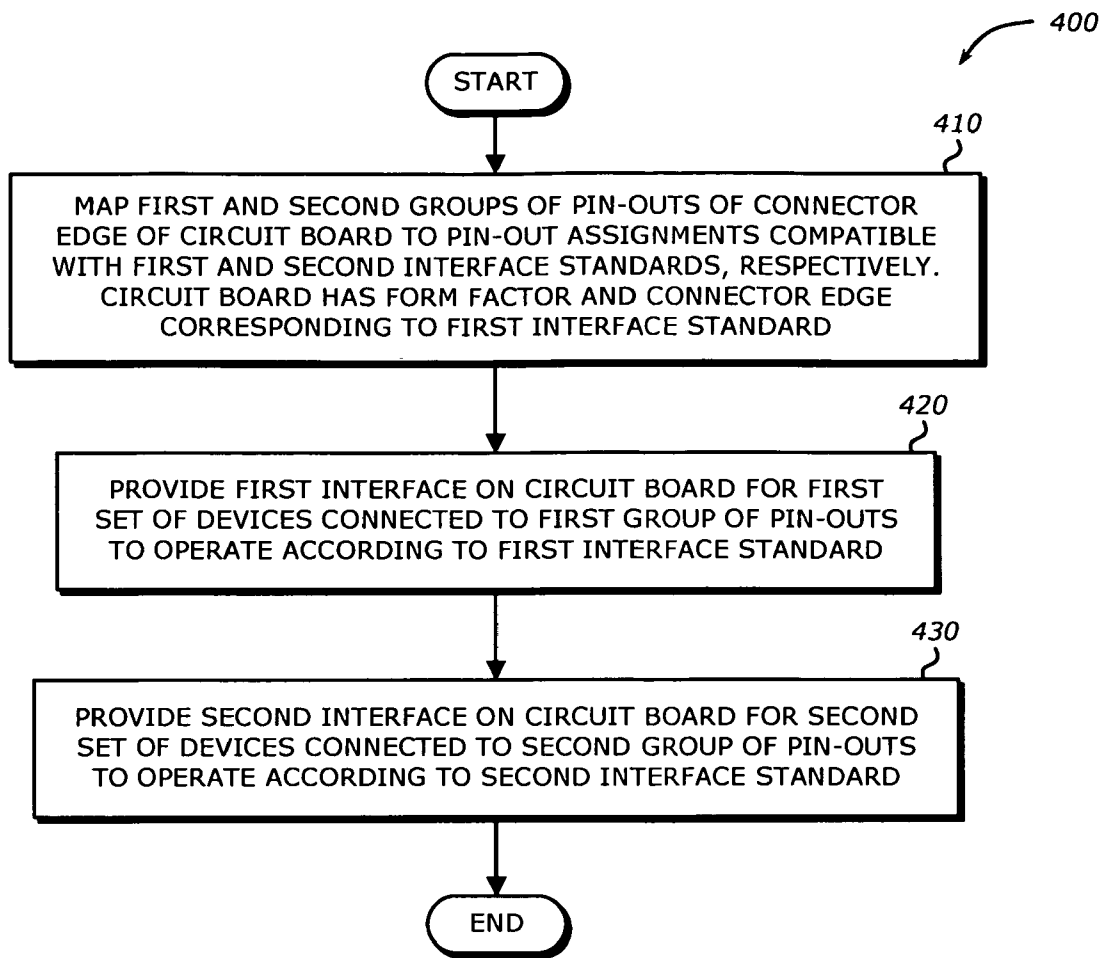 400
START
410
MAP FIRST AND SECOND GROUPS OF PIN-OUTS OF CONNECTOR
EDGE OF CIRCUIT BOARD TO PIN-OUT ASSIGNMENTS COMPATIBLE
WITH FIRST AND SECOND INTERFACE STANDARDS, RESPECTIVELY.
CIRCUIT BOARD HAS FORM FACTOR AND CONNECTOR EDGE
CORRESPONDING TO FIRST INTERFACE STANDARD
420
PROVIDE FIRST INTERFACE ON CIRCUIT BOARD FOR FIRST
SET OF DEVICES CONNECTED TO FIRST GROUP OF PIN-OUTS
TO OPERATE ACCORDING TO FIRST INTERFACE STANDARD
430
PROVIDE SECOND INTERFACE ON CIRCUIT BOARD FOR SECOND
SET OF DEVICES CONNECTED TO SECOND GROUP OF PIN-OUTS
TO OPERATE ACCORDING TO SECOND INTERFACE STANDARD
END